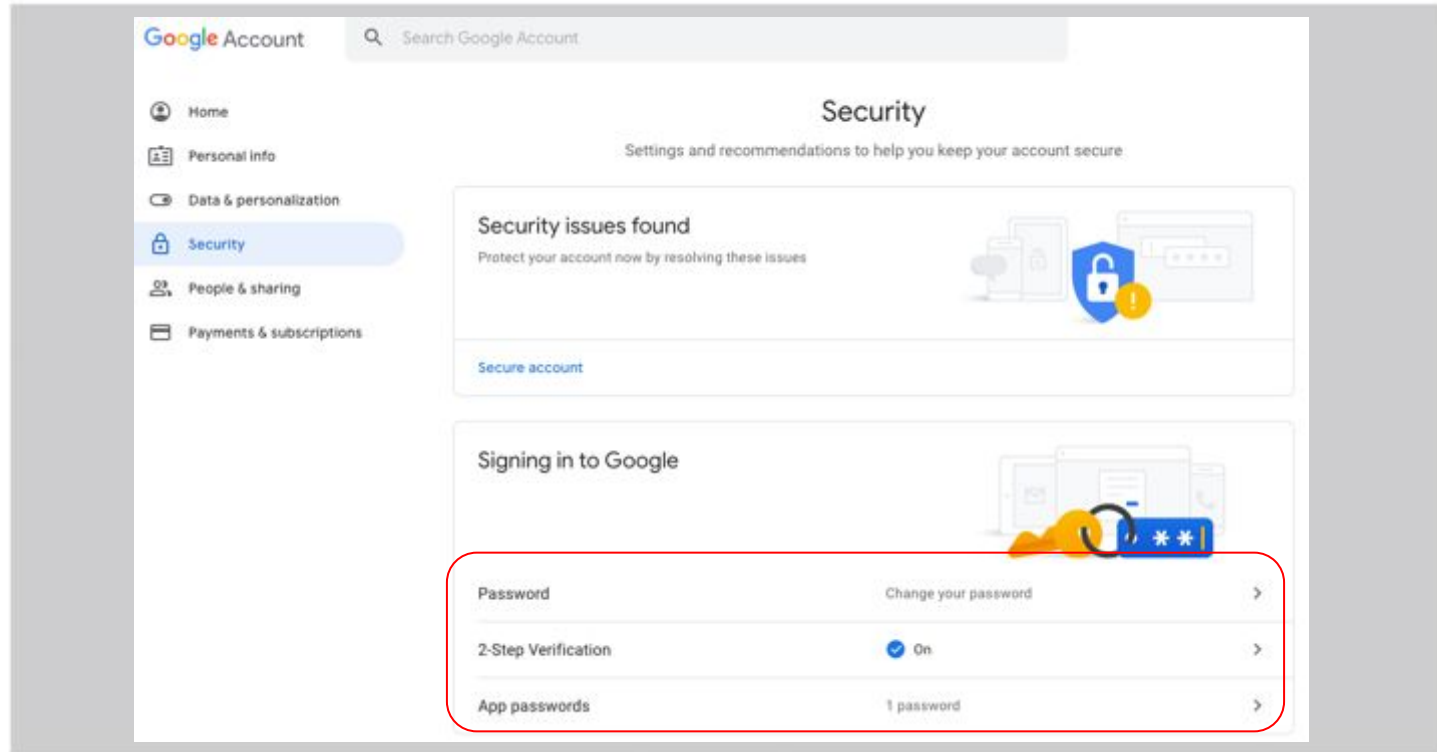 Google Account
Search Google Account
Home
Personal info
Data & personalization
Security
People & sharing
Payments & subscriptions
Security
Settings and recommendations to help you keep your account secure
Security issues found
Protect your account now by resolving these issues
Secure account
Signing in to Google
Password Change your password
2-Step Verification On
App passwords 1 password